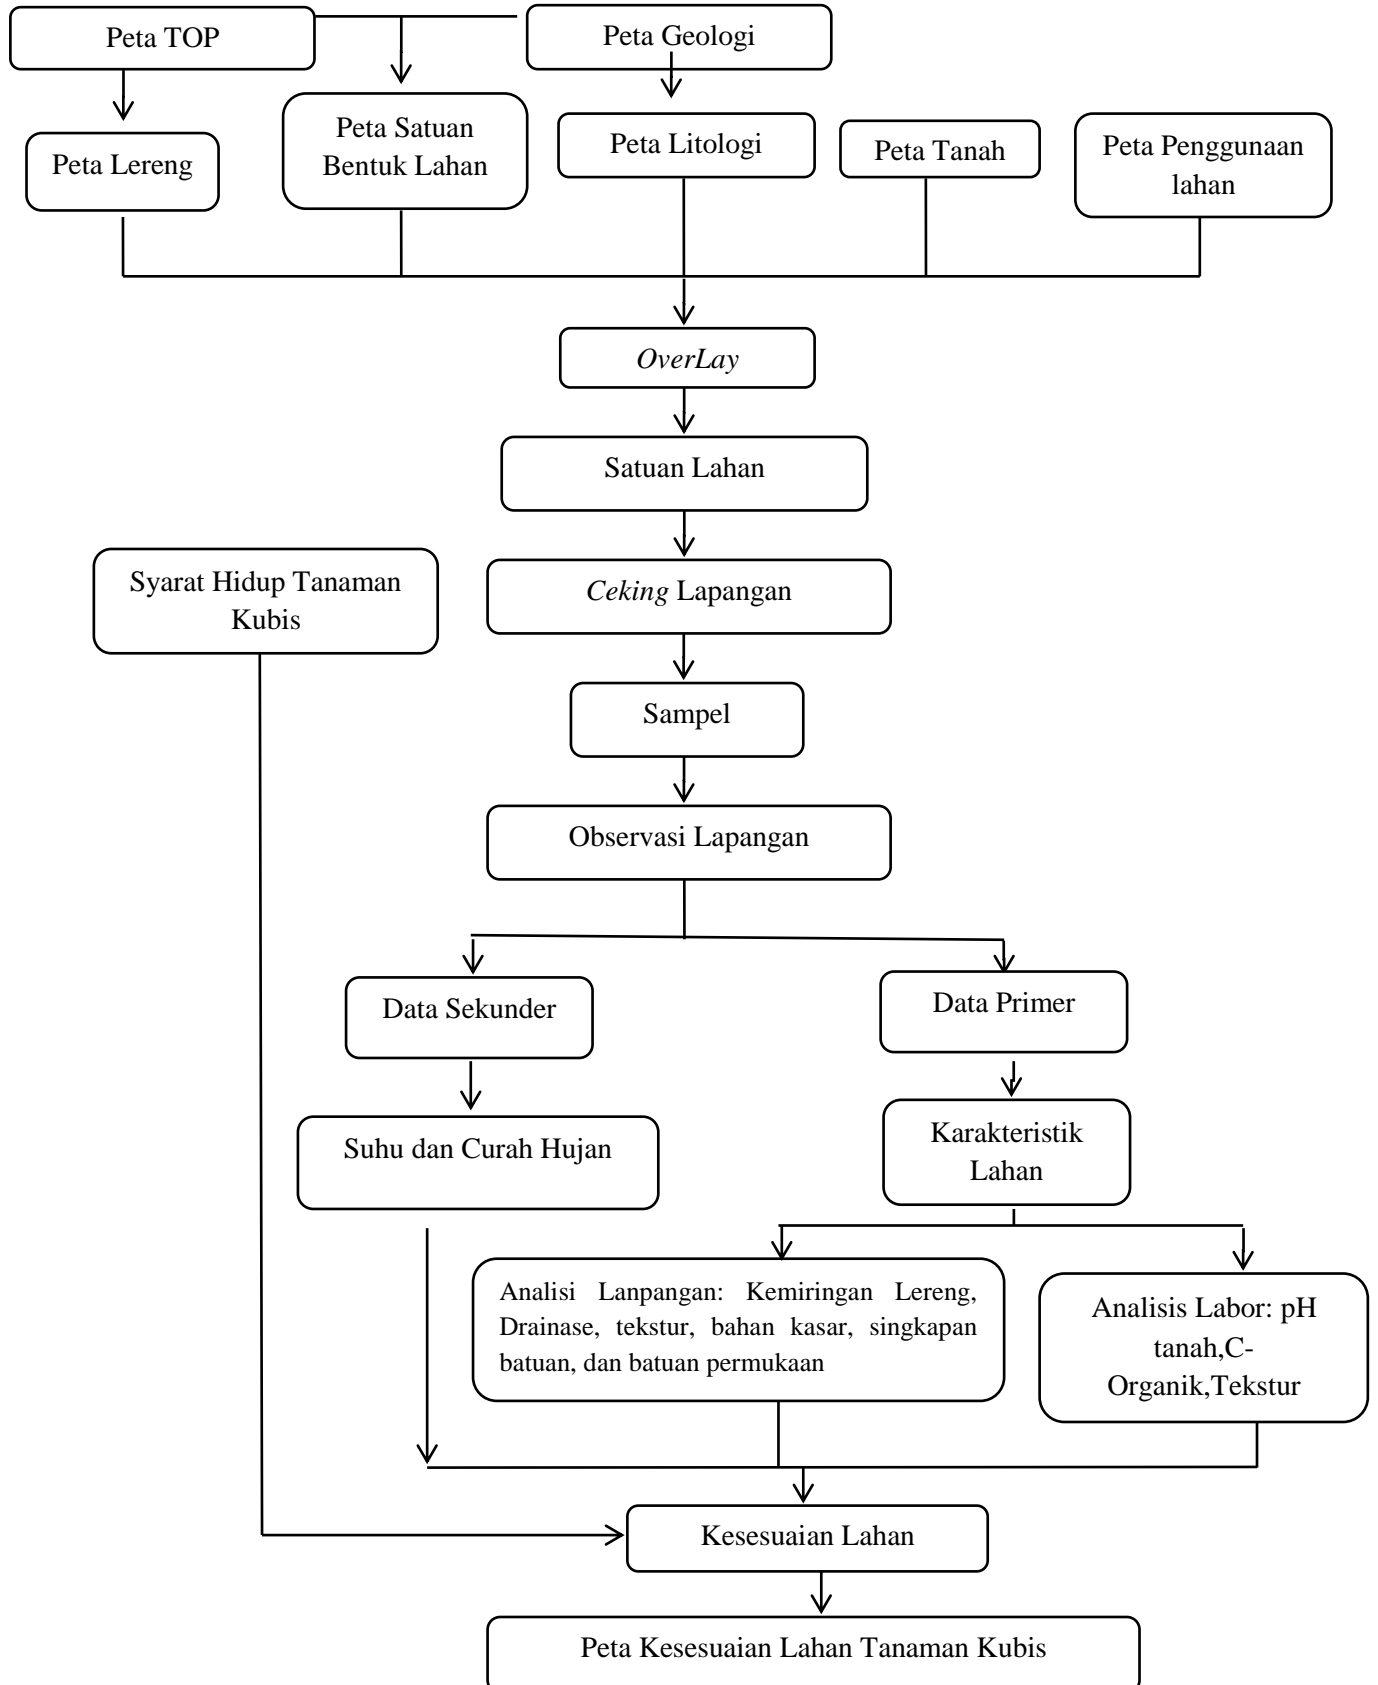 Peta TOP
Peta Geologi
Peta Lereng
Peta Satuan
Bentuk Lahan
Peta Litologi
Peta Tanah
Peta Penggunaan
lahan
OverLay
Satuan Lahan
Syarat Hidup Tanaman
Kubis
Ceking Lapangan
Sampel
Observasi Lapangan
Data Sekunder
Data Primer
Suhu dan Curah Hujan
Karakteristik
Lahan
Analisi Lanpangan: Kemiringan Lereng,
Drainase, tekstur, bahan kasar, singkapan
batuan, dan batuan permukaan
Analisis Labor: pH
tanah,C-
Organik,Tekstur
Kesesuaian Lahan
Peta Kesesuaian Lahan Tanaman Kubis